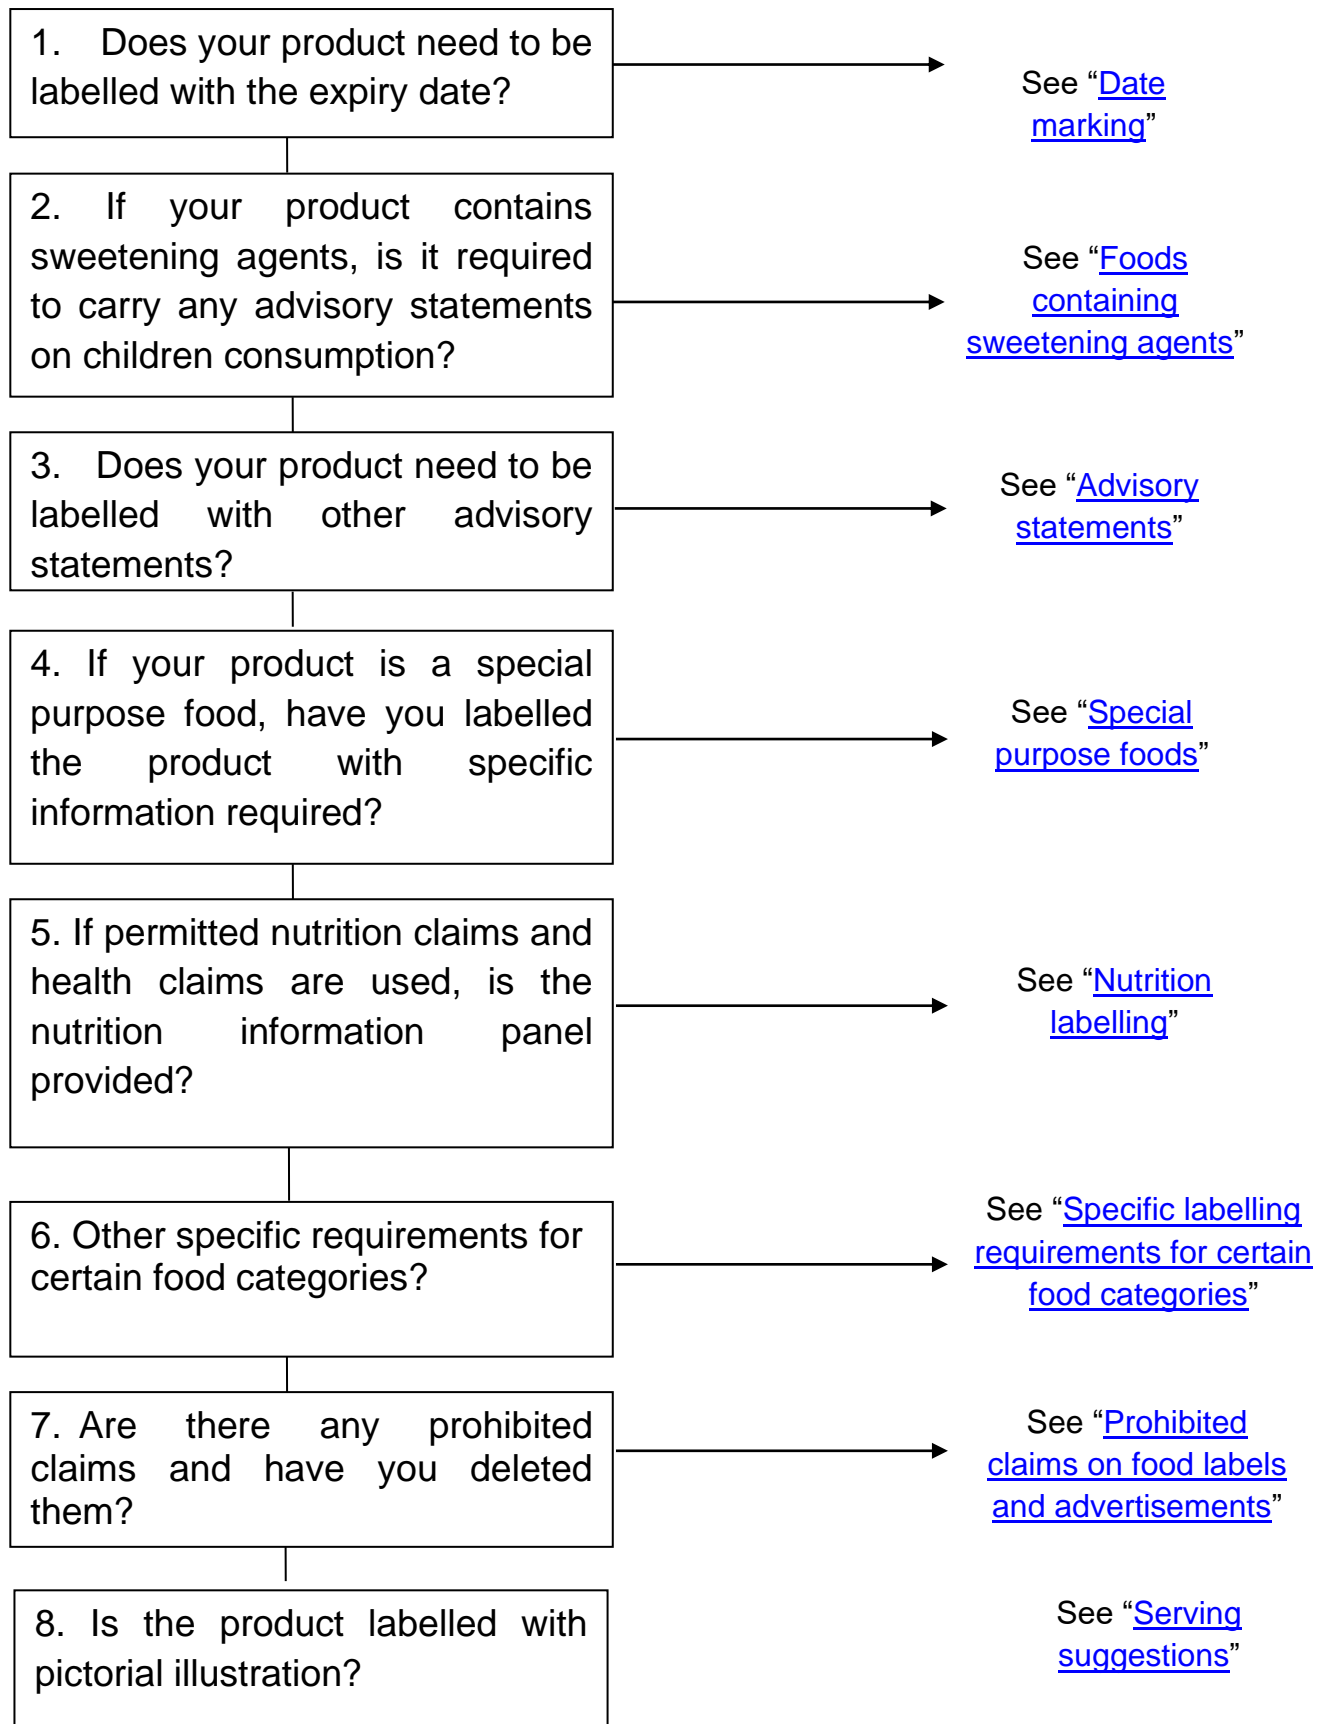 1. Does your product need to be
labelled with the expiry date?
See “Date
marking”
2. If your product contains
sweetening agents, is it required
to carry any advisory statements
on children consumption?
See “Foods
containing
sweetening agents”
3. Does your product need to be
labelled with other advisory
statements?
See “Advisory
statements”
4. If your product is a special
purpose food, have you labelled
the product with specific
information required?
See “Special
purpose foods”
5. If permitted nutrition claims and
health claims are used, is the
nutrition information panel
provided?
See “Nutrition
labelling”
6. Other specific requirements for
certain food categories?
See “Specific labelling
requirements for certain
food categories”
7. Are there any prohibited
claims and have you deleted
them?
See “Prohibited
claims on food labels
and advertisements”
8. Is the product labelled with
pictorial illustration?
See “Serving
suggestions”